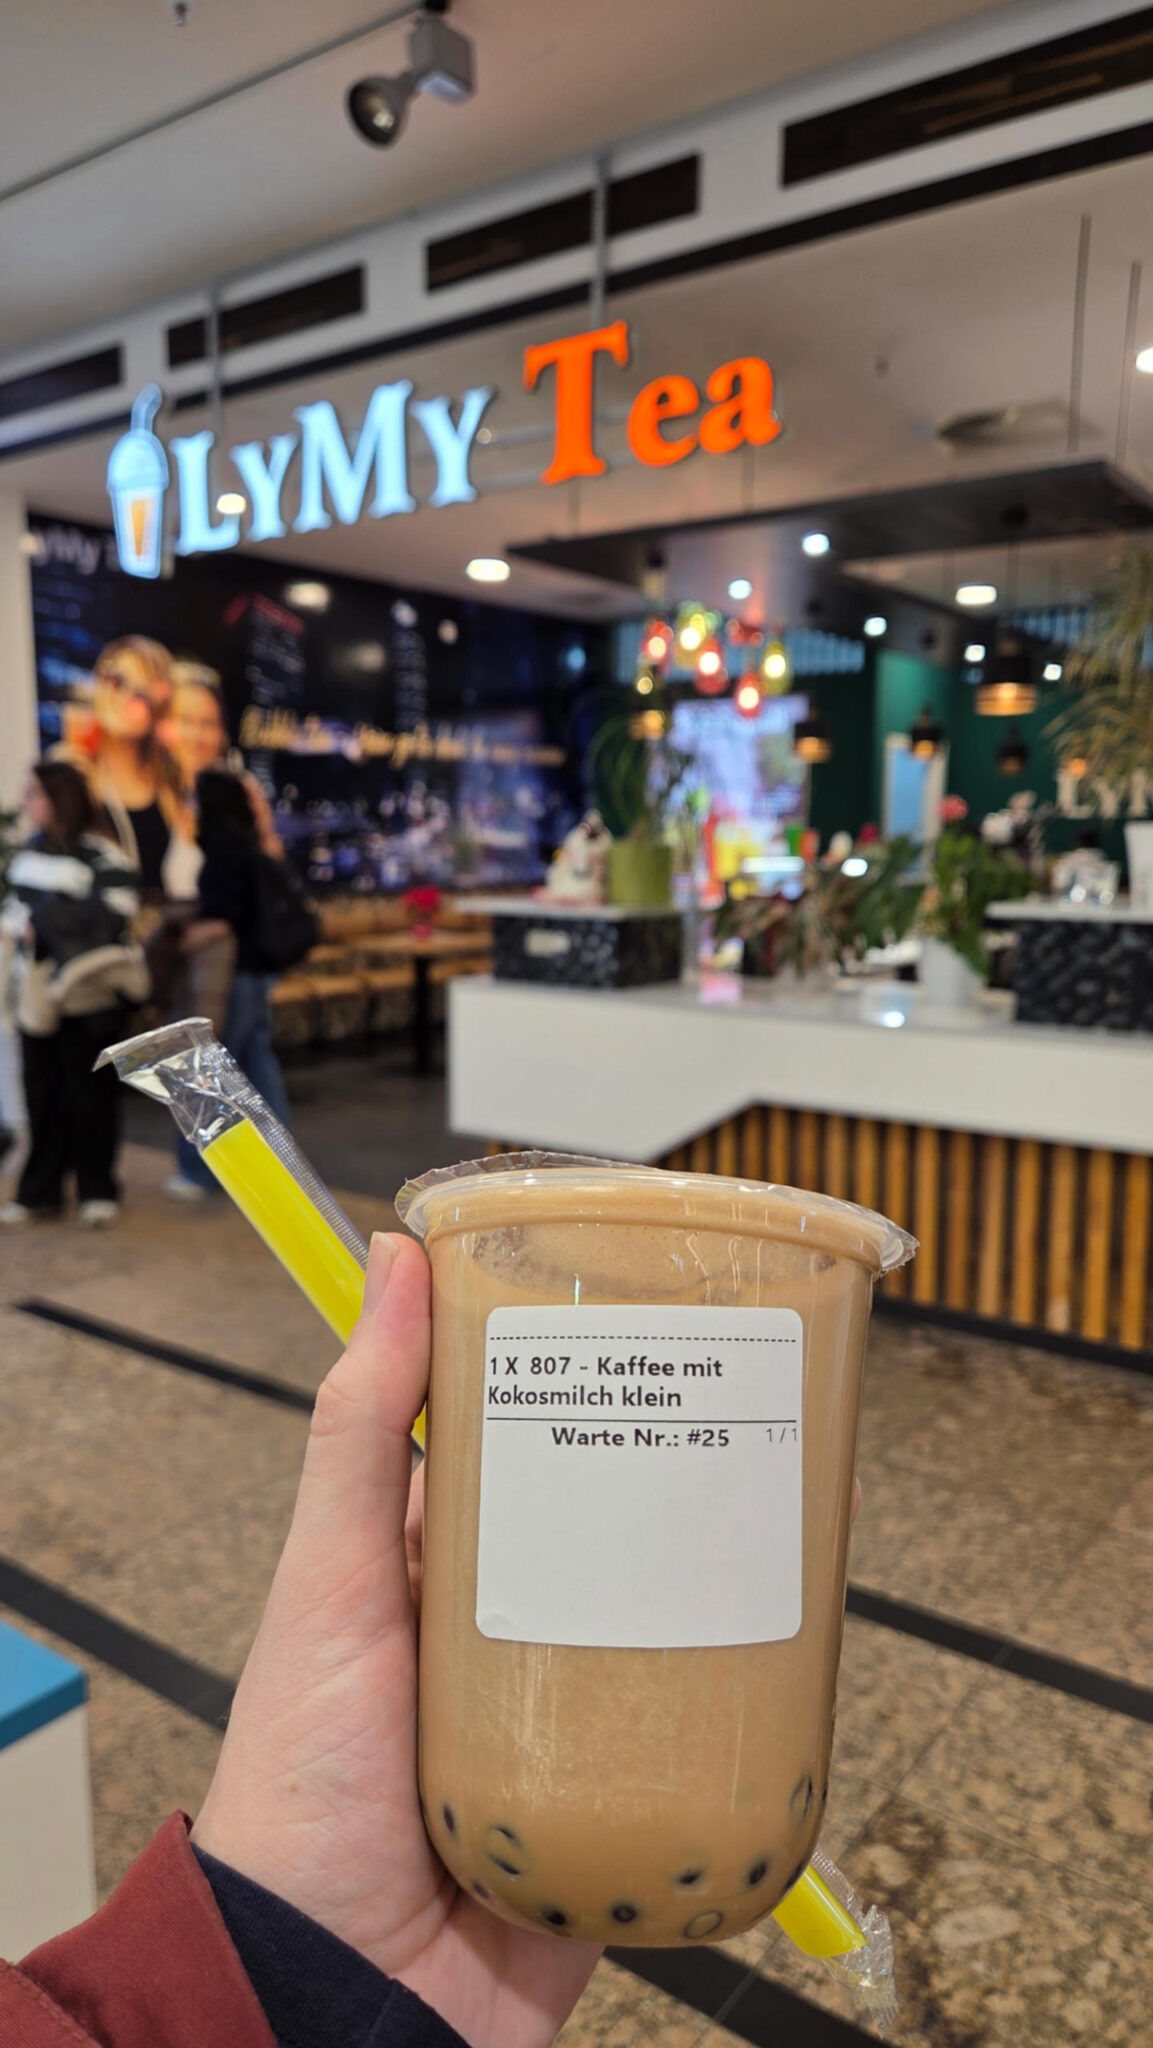 LyMy Tea
1 X 807 - Kaffee mit
Kokosmilch klein
Warte Nr.: #25 1/1